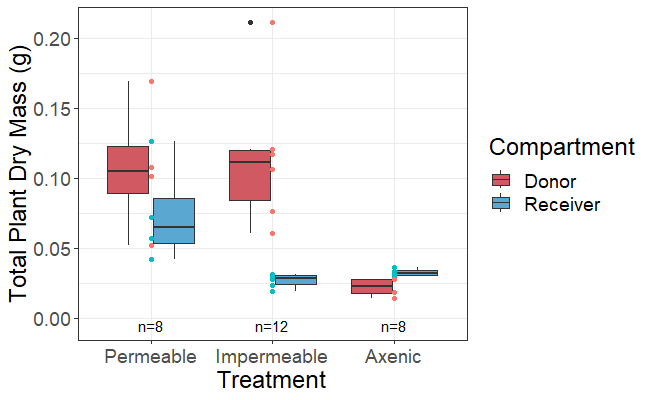 Total Plant Dry Mass (g)
0.20
0.15
0.10
0.05
0.00
n=8
n=12
n=8
Permeable
Impermeable
Axenic
Treatment
Compartment
Donor
Receiver